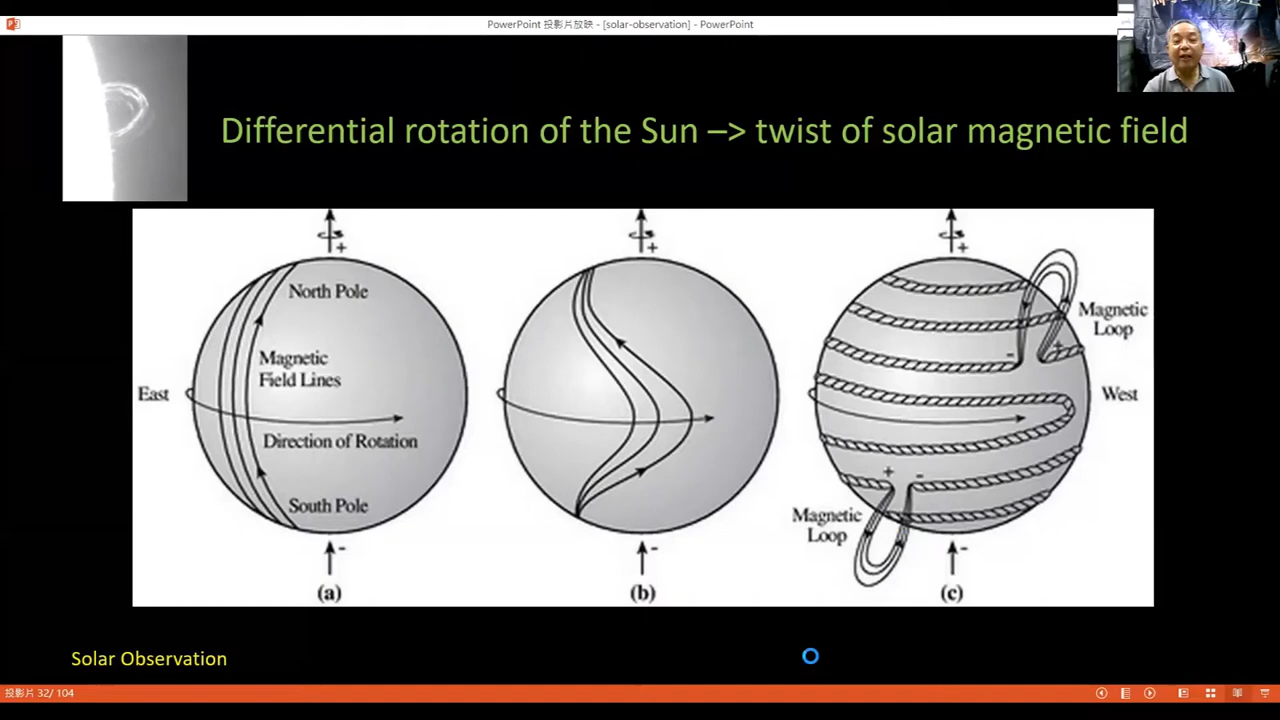 PowerPoint 投影片放映 - [solar-observation] - PowerPoint
Differential rotation of the Sun –> twist of solar magnetic field
+
North Pole
Magnetic
Field Lines
East
Direction of Rotation
South Pole
-
(a)
+
-
(b)
+
Magnetic
Loop
-
+
West
+
-
Magnetic
Loop
-
(c)
Solar Observation
投影片 32/ 104